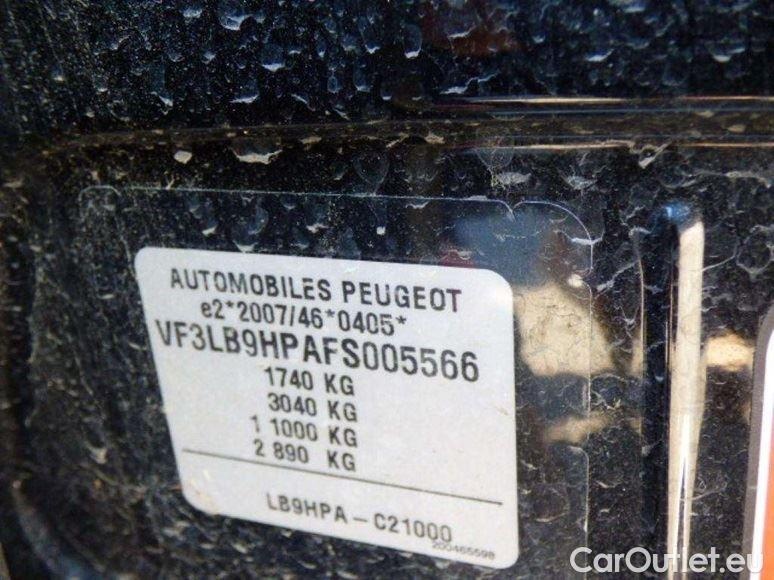 AUTOMOBILES PEUGEOT
e2*2007/46*0405*
VF3LB9HPAFS005566
1740 KG
3040 KG
1 1000 KG
2 890 KG
LB9HPA-C21000
200465598
CarOutlet.eu